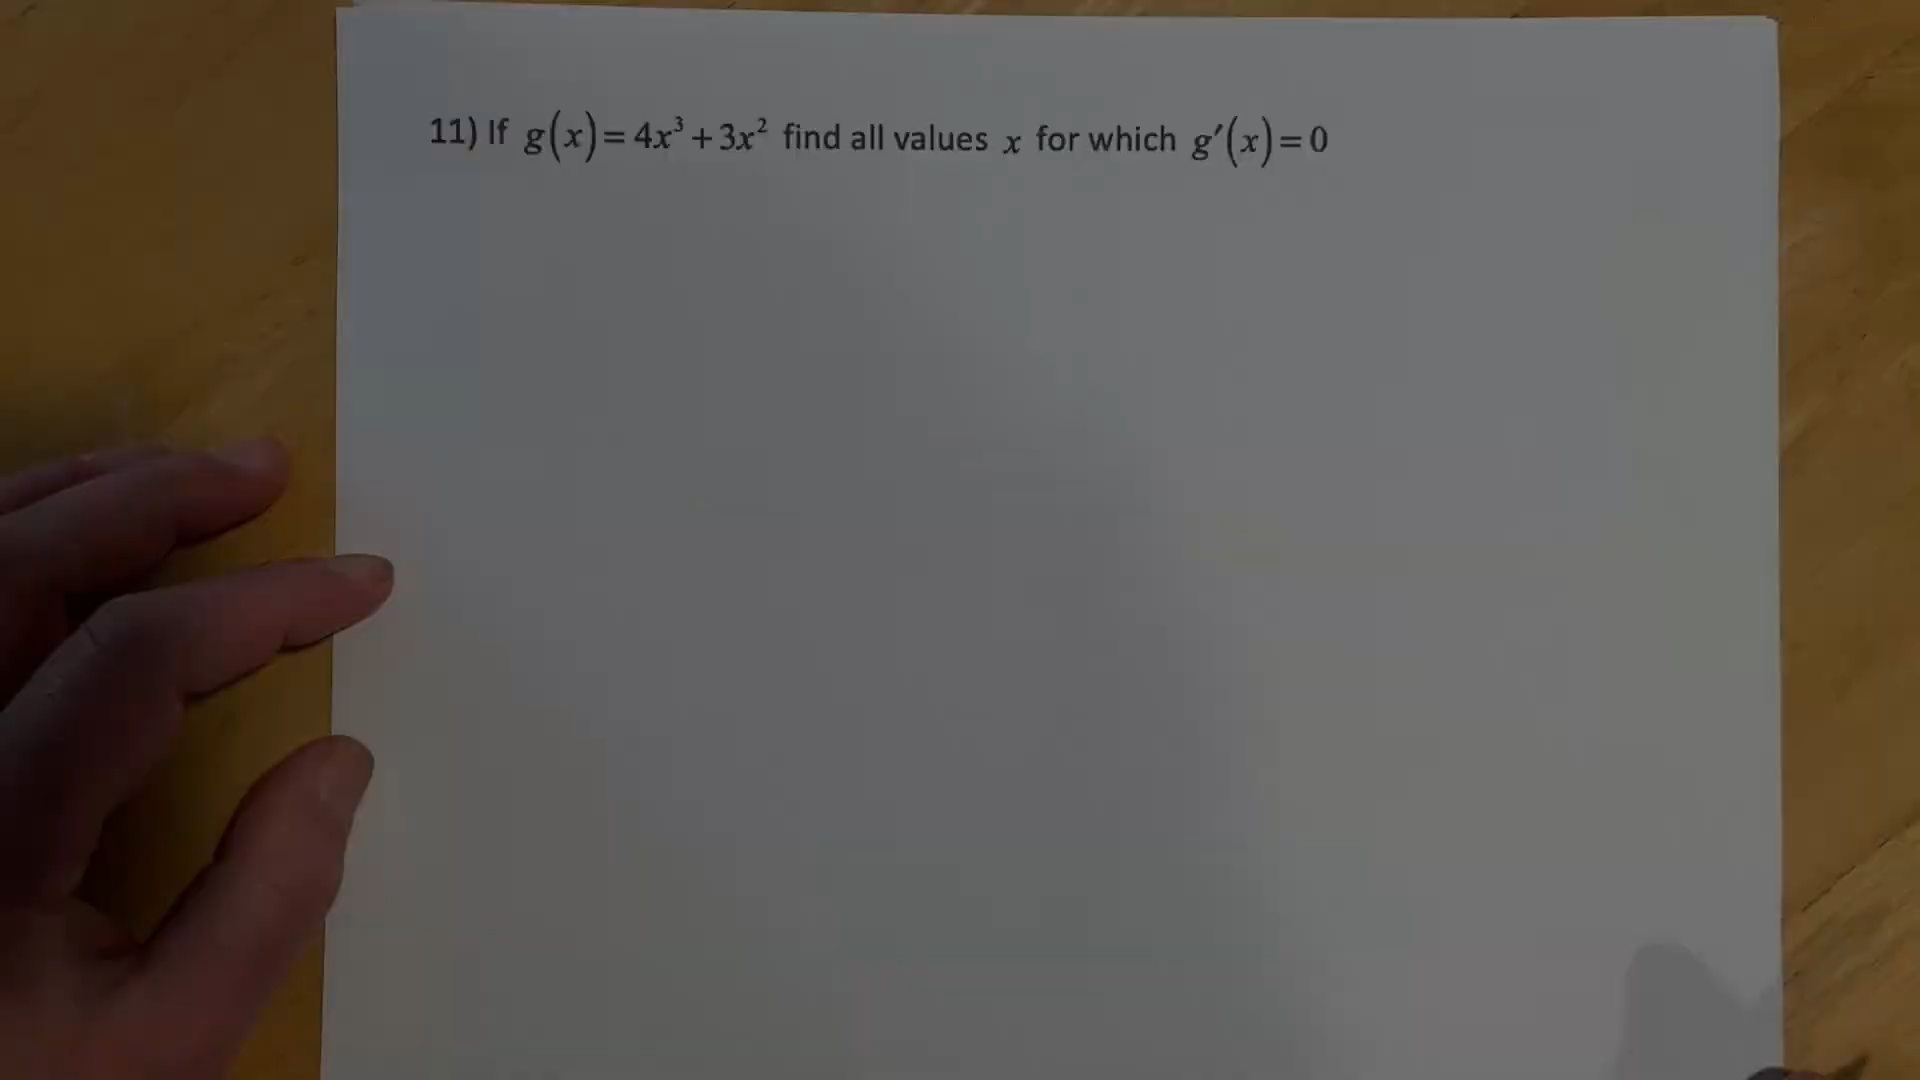 11) If g(x)= 4x³ + 3x² find all values x for which g′(x)=0